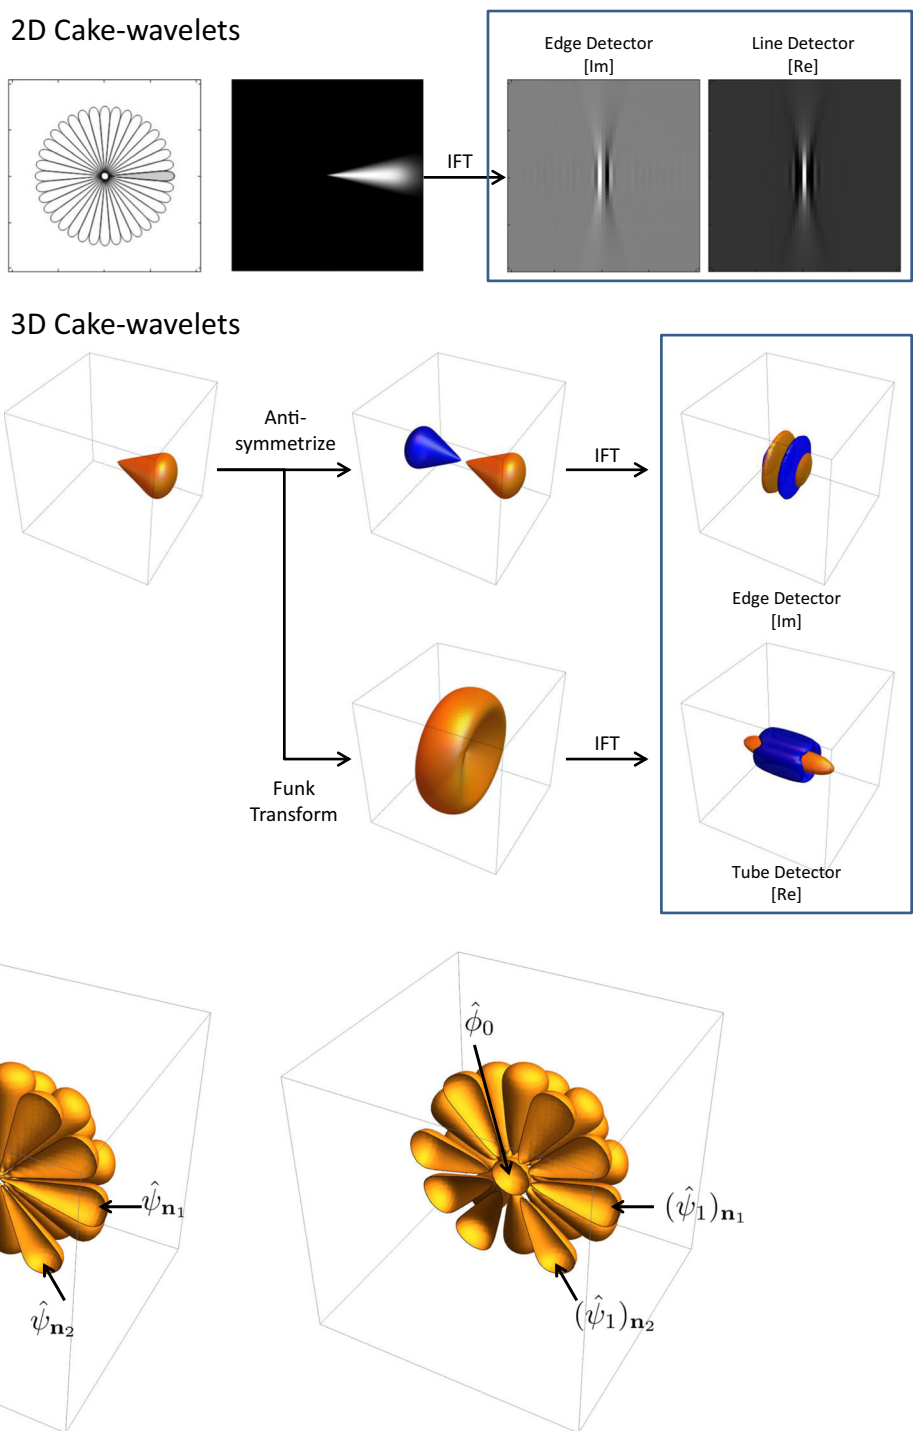 2D Cake-wavelets
Edge Detector
[Im]
Line Detector
[Re]
IFT
3D Cake-wavelets
Anti-
symmetrize
IFT
Edge Detector
[Im]
Funk
Transform
IFT
Tube Detector
[Re]
ψ̂ₙ₁
ψ̂ₙ₂
ϕ̂₀
(ψ̂₁)ₙ₁
(ψ̂₁)ₙ₂